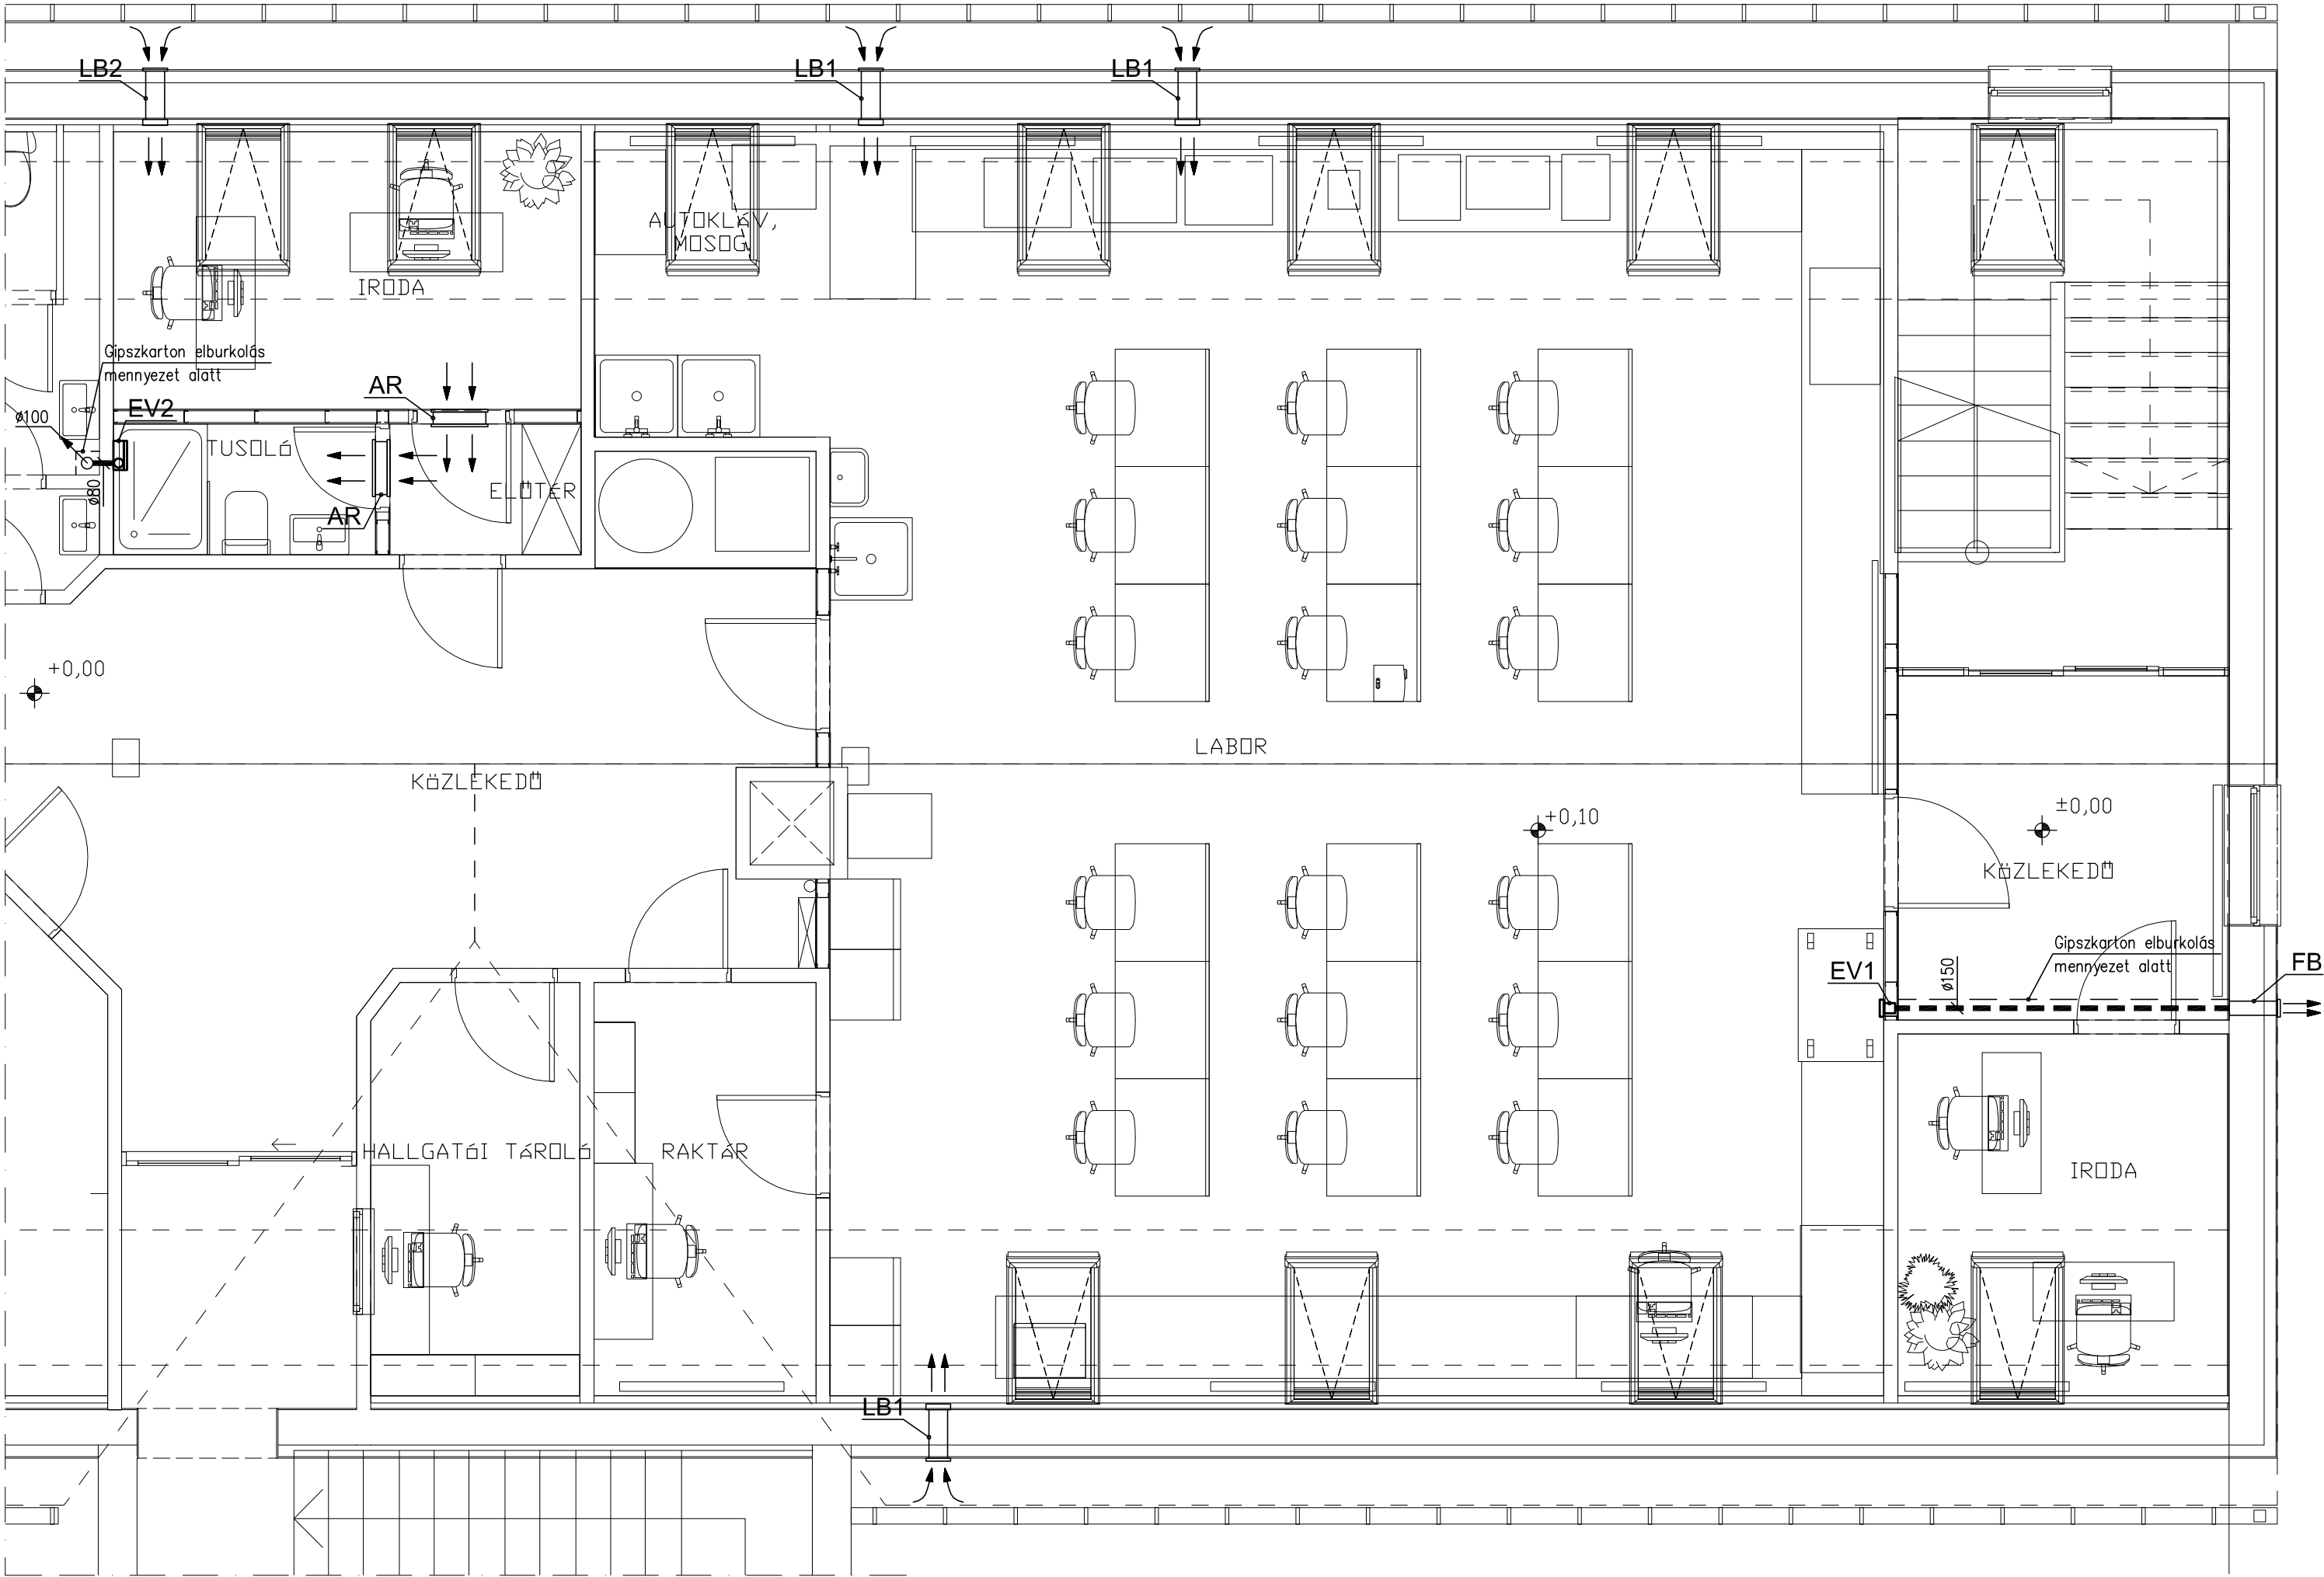 LB2
LB1
LB1
AUTOKLÁV,
MOSOG
IRODA
Gipszkarton elburkolás
mennyezet alatt
AR
ø100
EV2
TUSOLó
ø80
AR
ELŐTÉR
+0,00
LABOR
KöZLEKEDŐ
+0,10
±0,00
KöZLEKEDŐ
Gipszkarton elburkolás
mennyezet alatt
FB
EV1
ø150
HALLGATóI TáROLó
RAKTÁR
IRODA
LB1